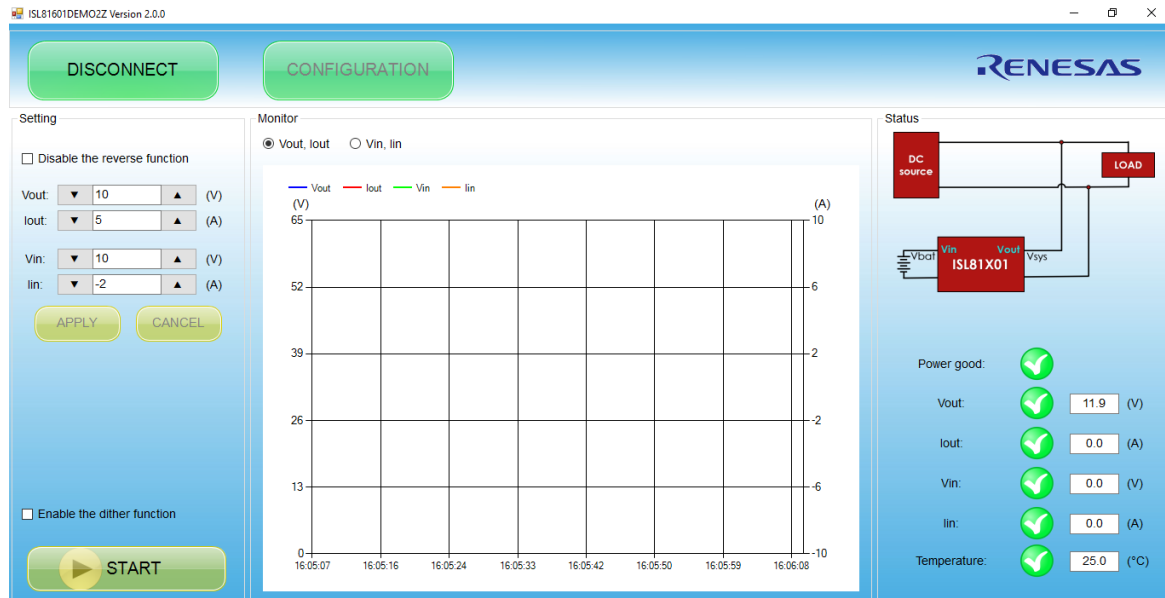 ISL81601DEMO2Z Version 2.0.0
DISCONNECT
CONFIGURATION
RENESAS
Setting
Disable the reverse function
Vout: ▼ 10 ▲ (V)
Iout: ▼ 5 ▲ (A)
Vin: ▼ 10 ▲ (V)
Iin: ▼ -2 ▲ (A)
APPLY
CANCEL
Enable the dither function
START
Monitor
Vout, Iout
Vin, Iin
Vout Iout Vin Iin
(V)
(A)
65
52
39
26
13
0
10
6
2
-2
-6
-10
16:05:07 16:05:16 16:05:24 16:05:33 16:05:42 16:05:50 16:05:59 16:06:08
Status
DC
source
LOAD
Vbat
Vin Vout
Vsys
ISL81X01
Power good:
Vout: 11.9 (V)
Iout: 0.0 (A)
Vin: 0.0 (V)
Iin: 0.0 (A)
Temperature: 25.0 (°C)